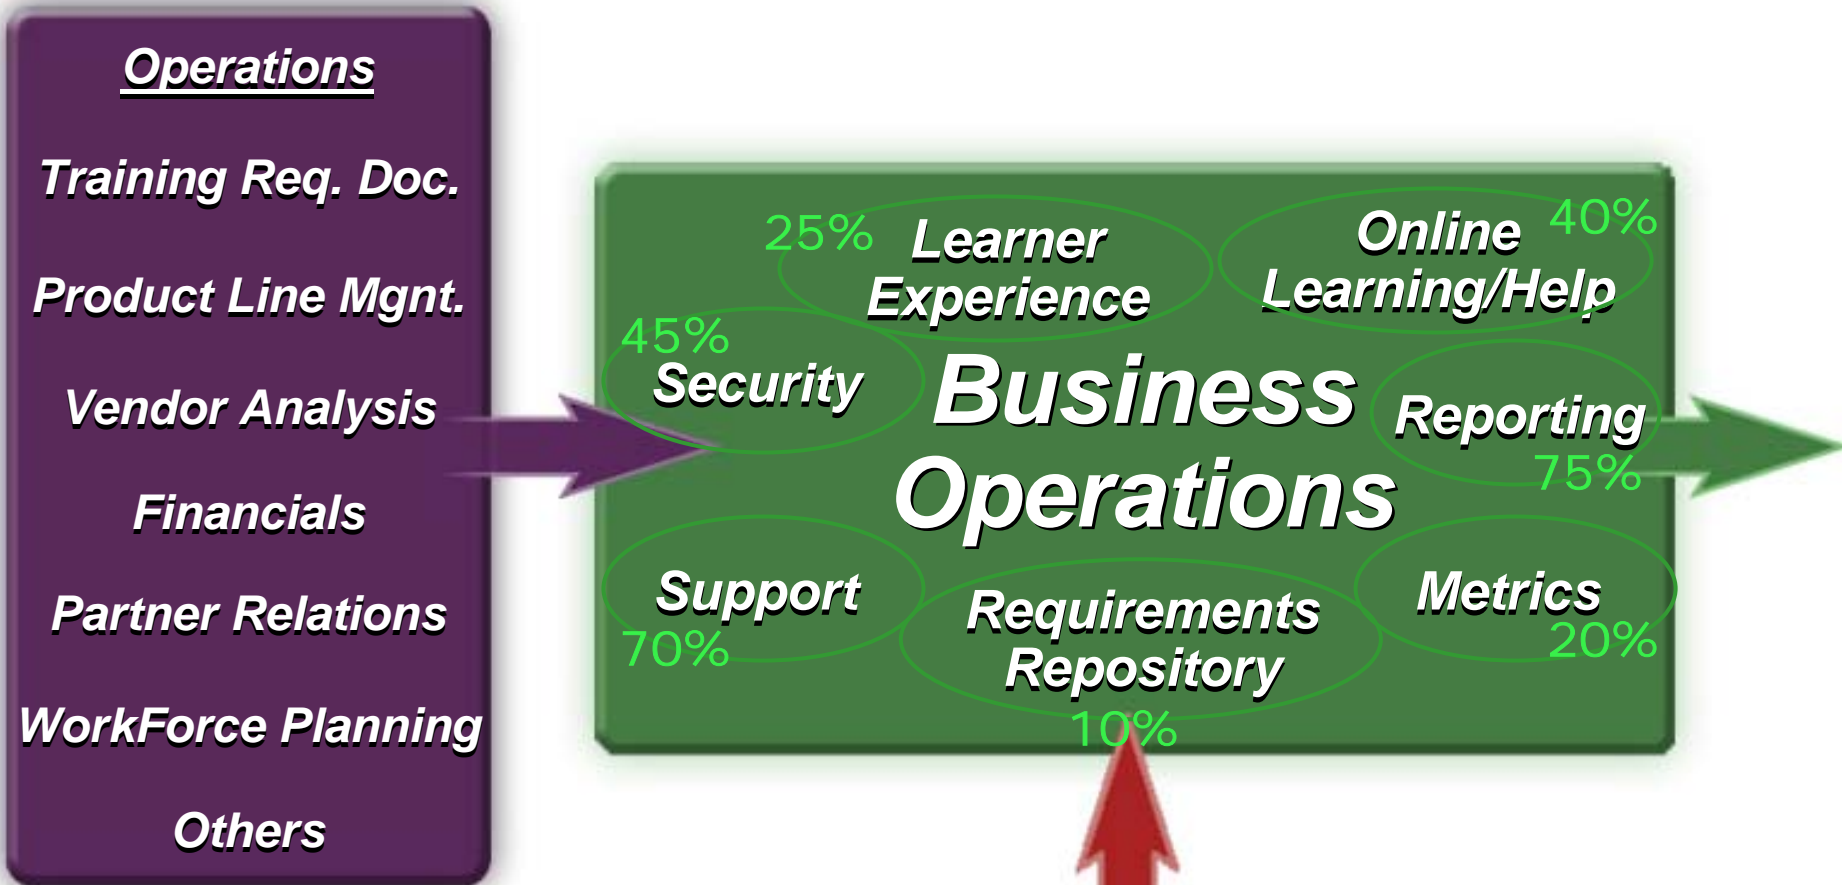 Operations
Training Req. Doc.
Product Line Mgnt.
Vendor Analysis
Financials
Partner Relations
WorkForce Planning
Others
25%
Learner
Experience
Online
Learning/Help
40%
45%
Security
Business
Operations
Reporting
75%
Support
70%
Requirements
Repository
10%
Metrics
20%